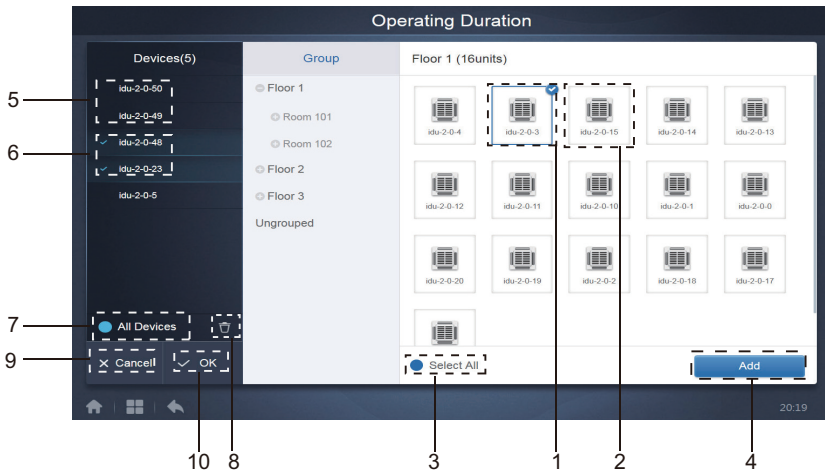 Operating Duration
Devices(5)
Group
Floor 1 (16units)
5
idu-2-0-50
idu-2-0-49
6
idu-2-0-48
idu-2-0-23
idu-2-0-5
Floor 1
Room 101
Room 102
Floor 2
Floor 3
Ungrouped
idu-2-0-4
idu-2-0-3
idu-2-0-15
idu-2-0-14
idu-2-0-13
idu-2-0-12
idu-2-0-11
idu-2-0-10
idu-2-0-1
idu-2-0-0
idu-2-0-20
idu-2-0-19
idu-2-0-2
idu-2-0-18
idu-2-0-17
7
All Devices
9
Cancel
OK
Select All
Add
20:19
10
8
3
1
2
4